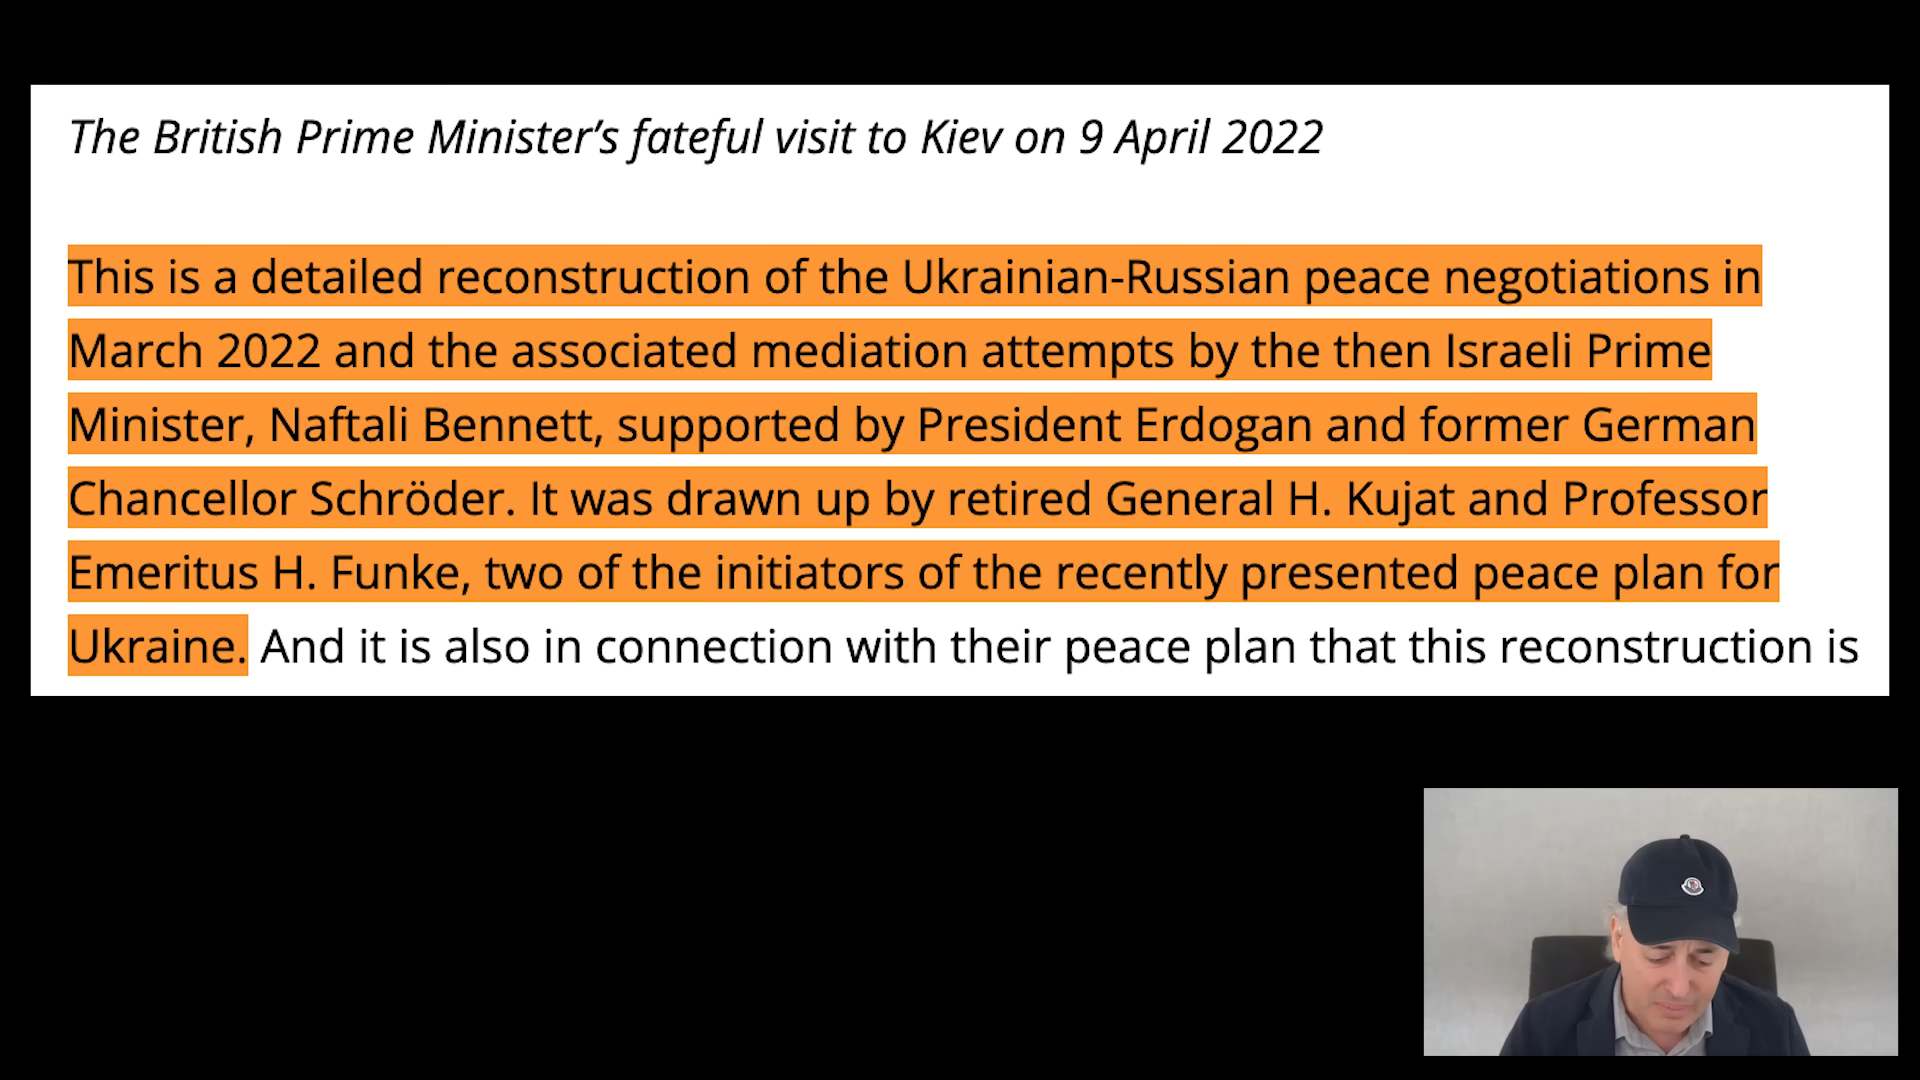 The British Prime Minister’s fateful visit to Kiev on 9 April 2022
This is a detailed reconstruction of the Ukrainian-Russian peace negotiations in
March 2022 and the associated mediation attempts by the then Israeli Prime
Minister, Naftali Bennett, supported by President Erdogan and former German
Chancellor Schröder. It was drawn up by retired General H. Kujat and Professor
Emeritus H. Funke, two of the initiators of the recently presented peace plan for
Ukraine. And it is also in connection with their peace plan that this reconstruction is